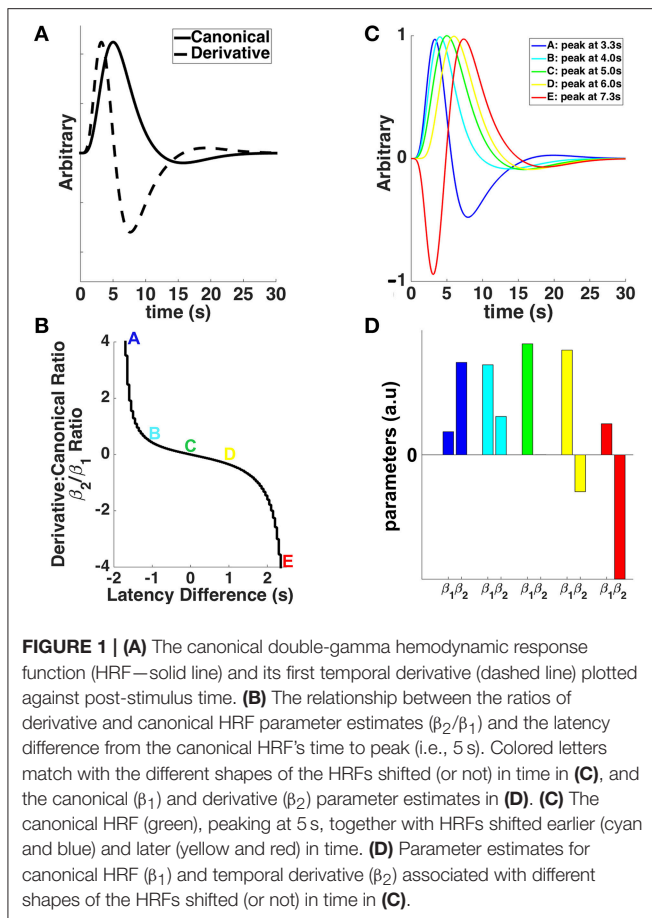 A
Canonical
Derivative
Arbitrary
0 5 10 15 20 25 30
time (s)
C
A: peak at 3.3s
B: peak at 4.0s
C: peak at 5.0s
D: peak at 6.0s
E: peak at 7.3s
1
0
−1
Arbitrary
0 5 10 15 20 25 30
time (s)
B
Derivative:Canonical Ratio
β2/β1
Ratio
4
2
0
-2
-4
A
B
C
D
E
-2 -1 0 1 2
Latency Difference (s)
D
parameters (a.u)
0
β1β2 β1β2 β1β2 β1β2 β1β2
FIGURE 1 | (A) The canonical double-gamma hemodynamic response
function (HRF—solid line) and its first temporal derivative (dashed line) plotted
against post-stimulus time. (B) The relationship between the ratios of
derivative and canonical HRF parameter estimates (β2/β1) and the latency
difference from the canonical HRF's time to peak (i.e., 5 s). Colored letters
match with the different shapes of the HRFs shifted (or not) in time in (C), and
the canonical (β1) and derivative (β2) parameter estimates in (D). (C) The
canonical HRF (green), peaking at 5 s, together with HRFs shifted earlier (cyan
and blue) and later (yellow and red) in time. (D) Parameter estimates for
canonical HRF (β1) and temporal derivative (β2) associated with different
shapes of the HRFs shifted (or not) in time in (C).